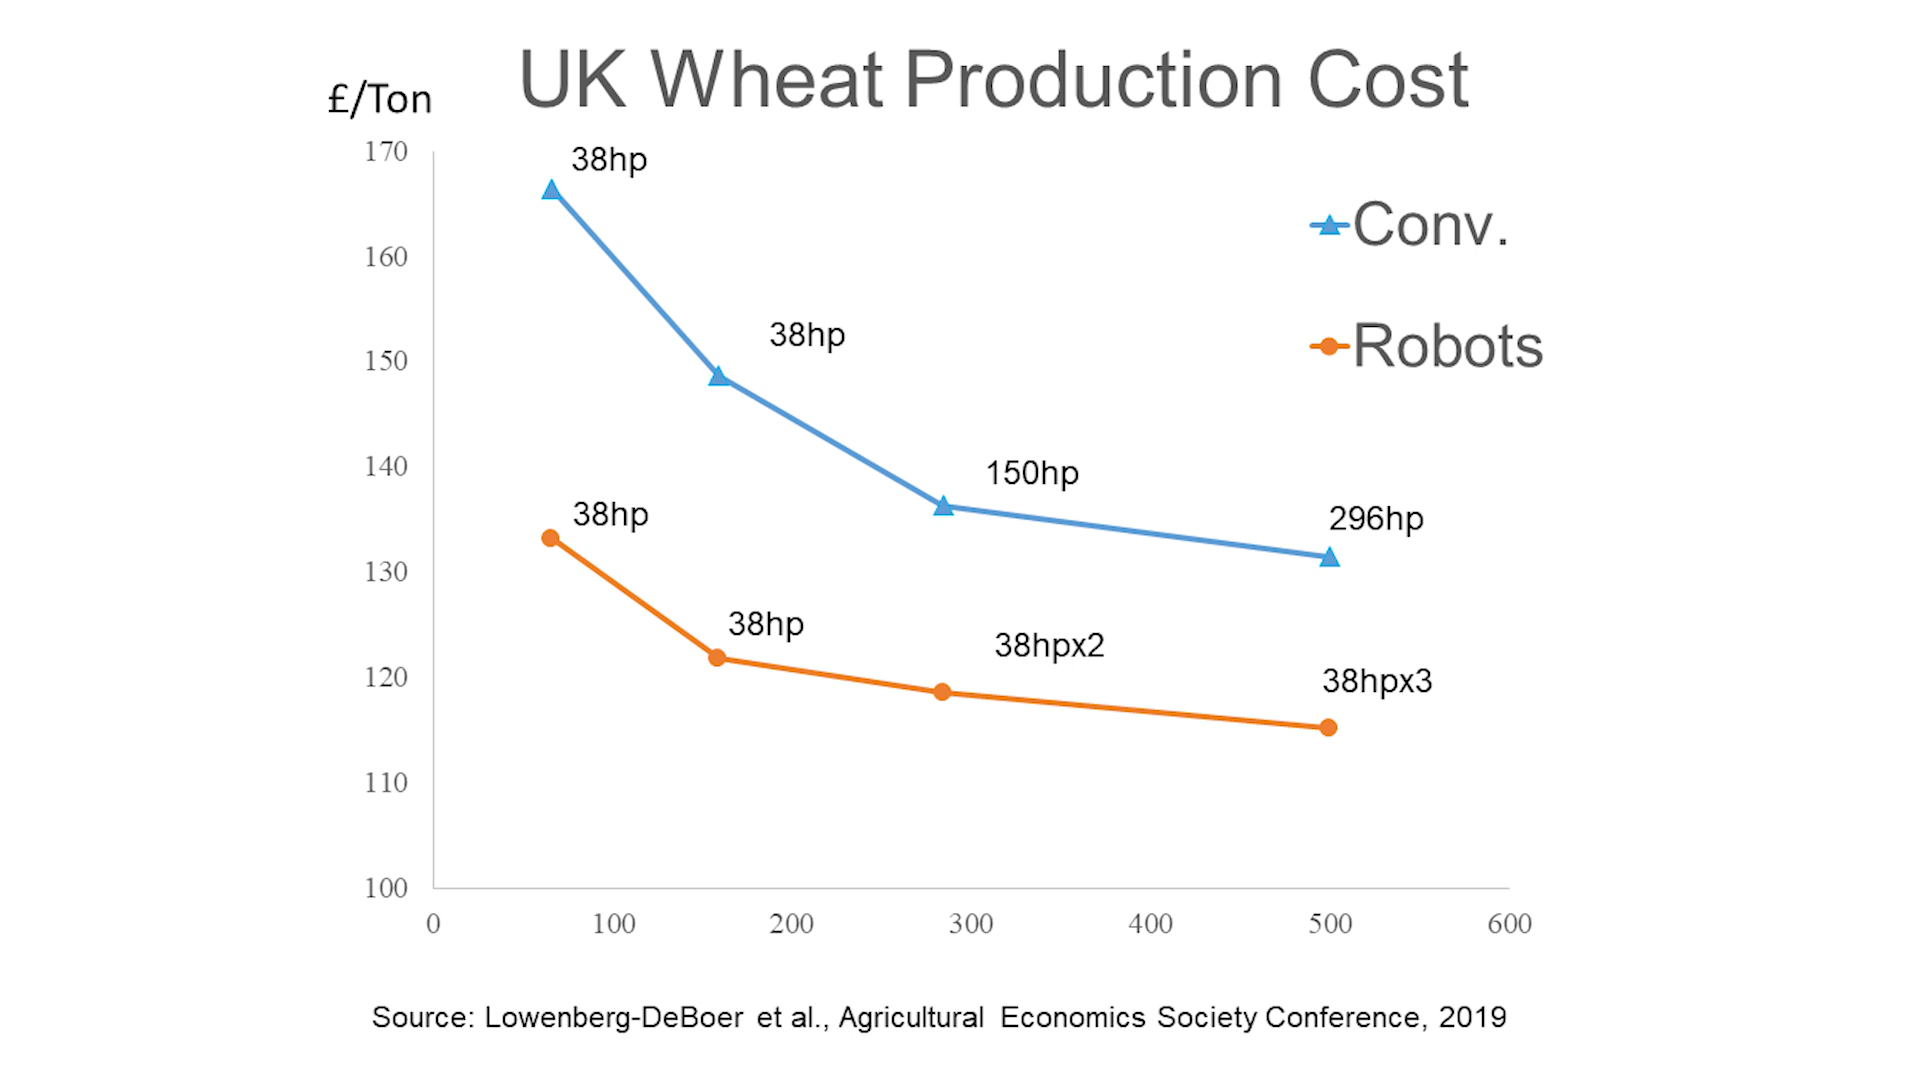 UK Wheat Production Cost
£/Ton
170
160
150
140
130
120
110
100
38hp
38hp
150hp
296hp
38hp
38hp
38hpx2
38hpx3
Conv.
Robots
0 100 200 300 400 500 600
Source: Lowenberg-DeBoer et al., Agricultural Economics Society Conference, 2019